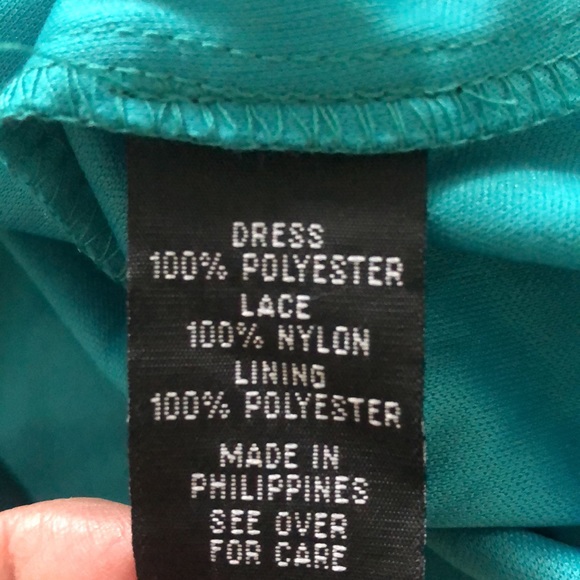 DRESS
100% POLYESTER
LACE
100% NYLON
LINING
100% POLYESTER
MADE IN
PHILIPPINES
SEE OVER
FOR CARE